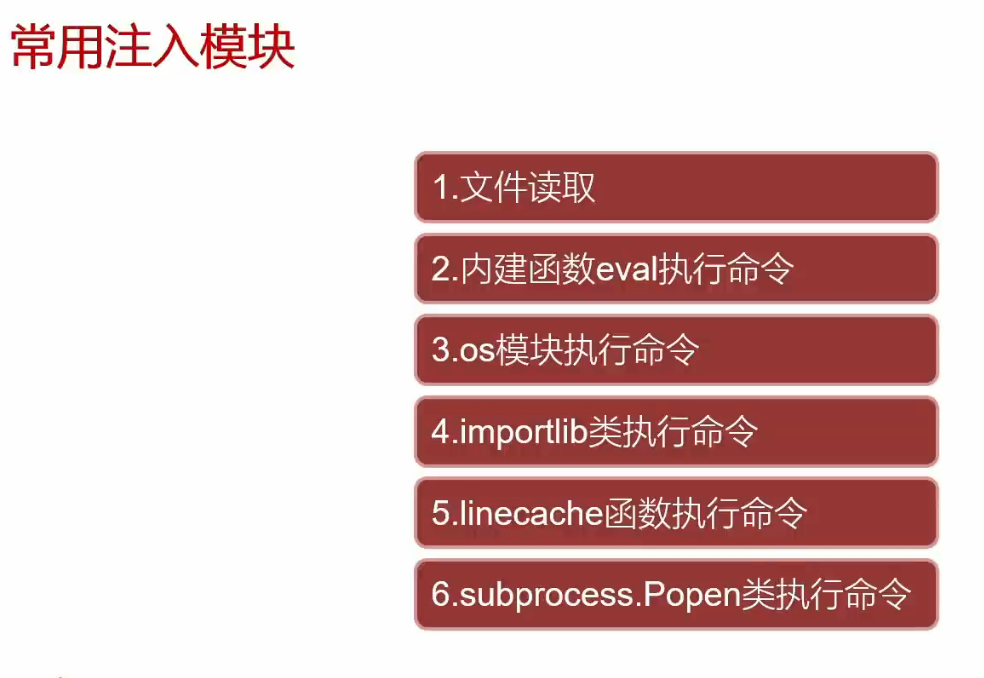 常用注入模块
1.文件读取
2.内建函数eval执行命令
3.os模块执行命令
4.importlib类执行命令
5.linecache函数执行命令
6.subprocess.Popen类执行命令